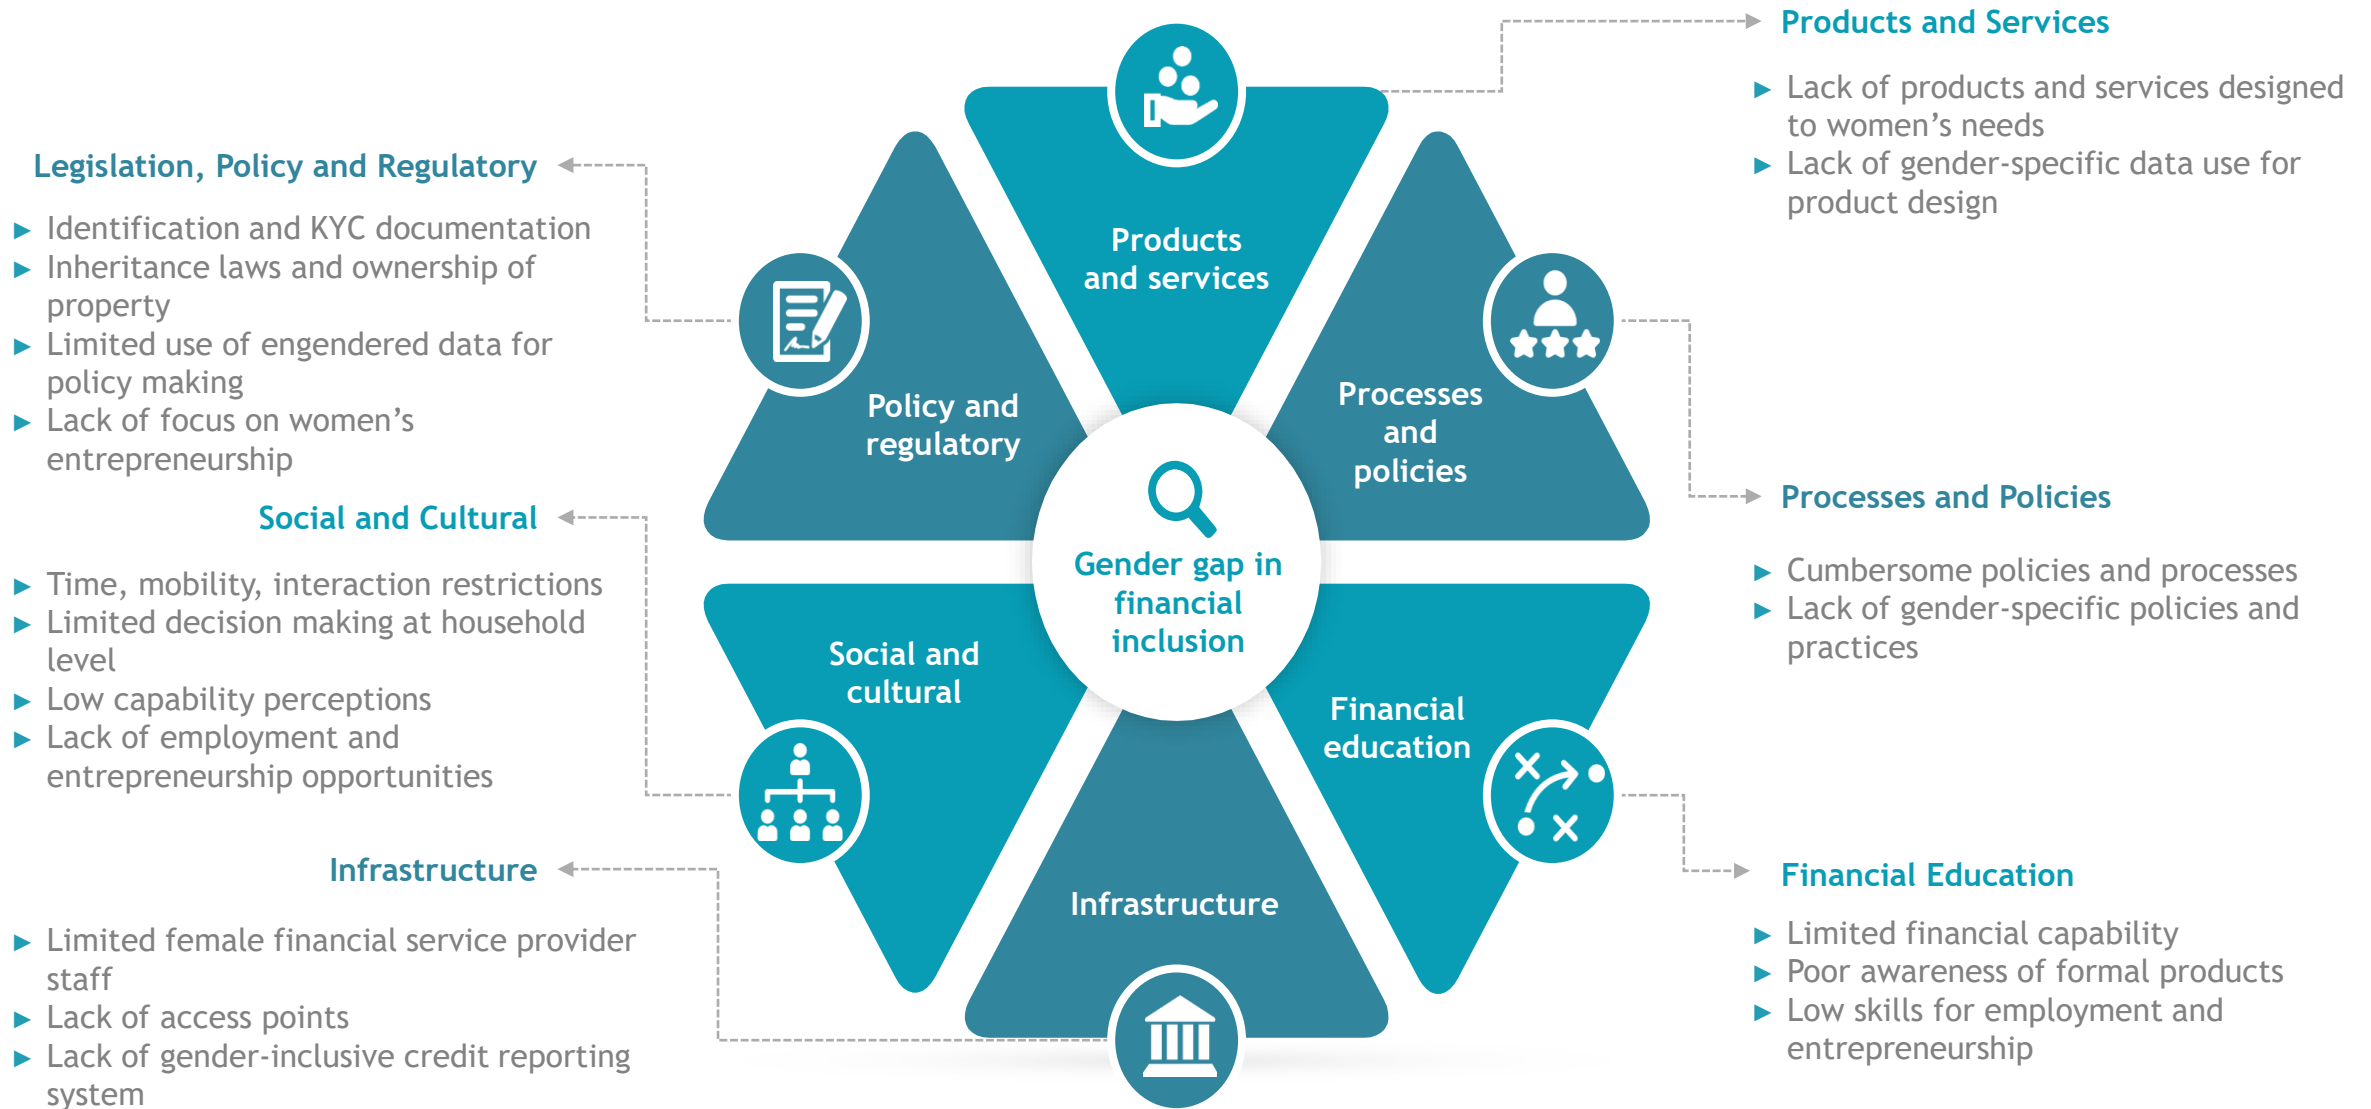 Legislation, Policy and Regulatory
► Identification and KYC documentation
► Inheritance laws and ownership of
property
► Limited use of engendered data for
policy making
► Lack of focus on women’s
entrepreneurship
Social and Cultural
► Time, mobility, interaction restrictions
► Limited decision making at household
level
► Low capability perceptions
► Lack of employment and
entrepreneurship opportunities
Infrastructure
► Limited female financial service provider
staff
► Lack of access points
► Lack of gender-inclusive credit reporting
system
Products
and services
Policy and
regulatory
Processes
and
policies
Gender gap in
financial
inclusion
Social and
cultural
Financial
education
Infrastructure
Products and Services
► Lack of products and services designed
to women’s needs
► Lack of gender-specific data use for
product design
Processes and Policies
► Cumbersome policies and processes
► Lack of gender-specific policies and
practices
Financial Education
► Limited financial capability
► Poor awareness of formal products
► Low skills for employment and
entrepreneurship